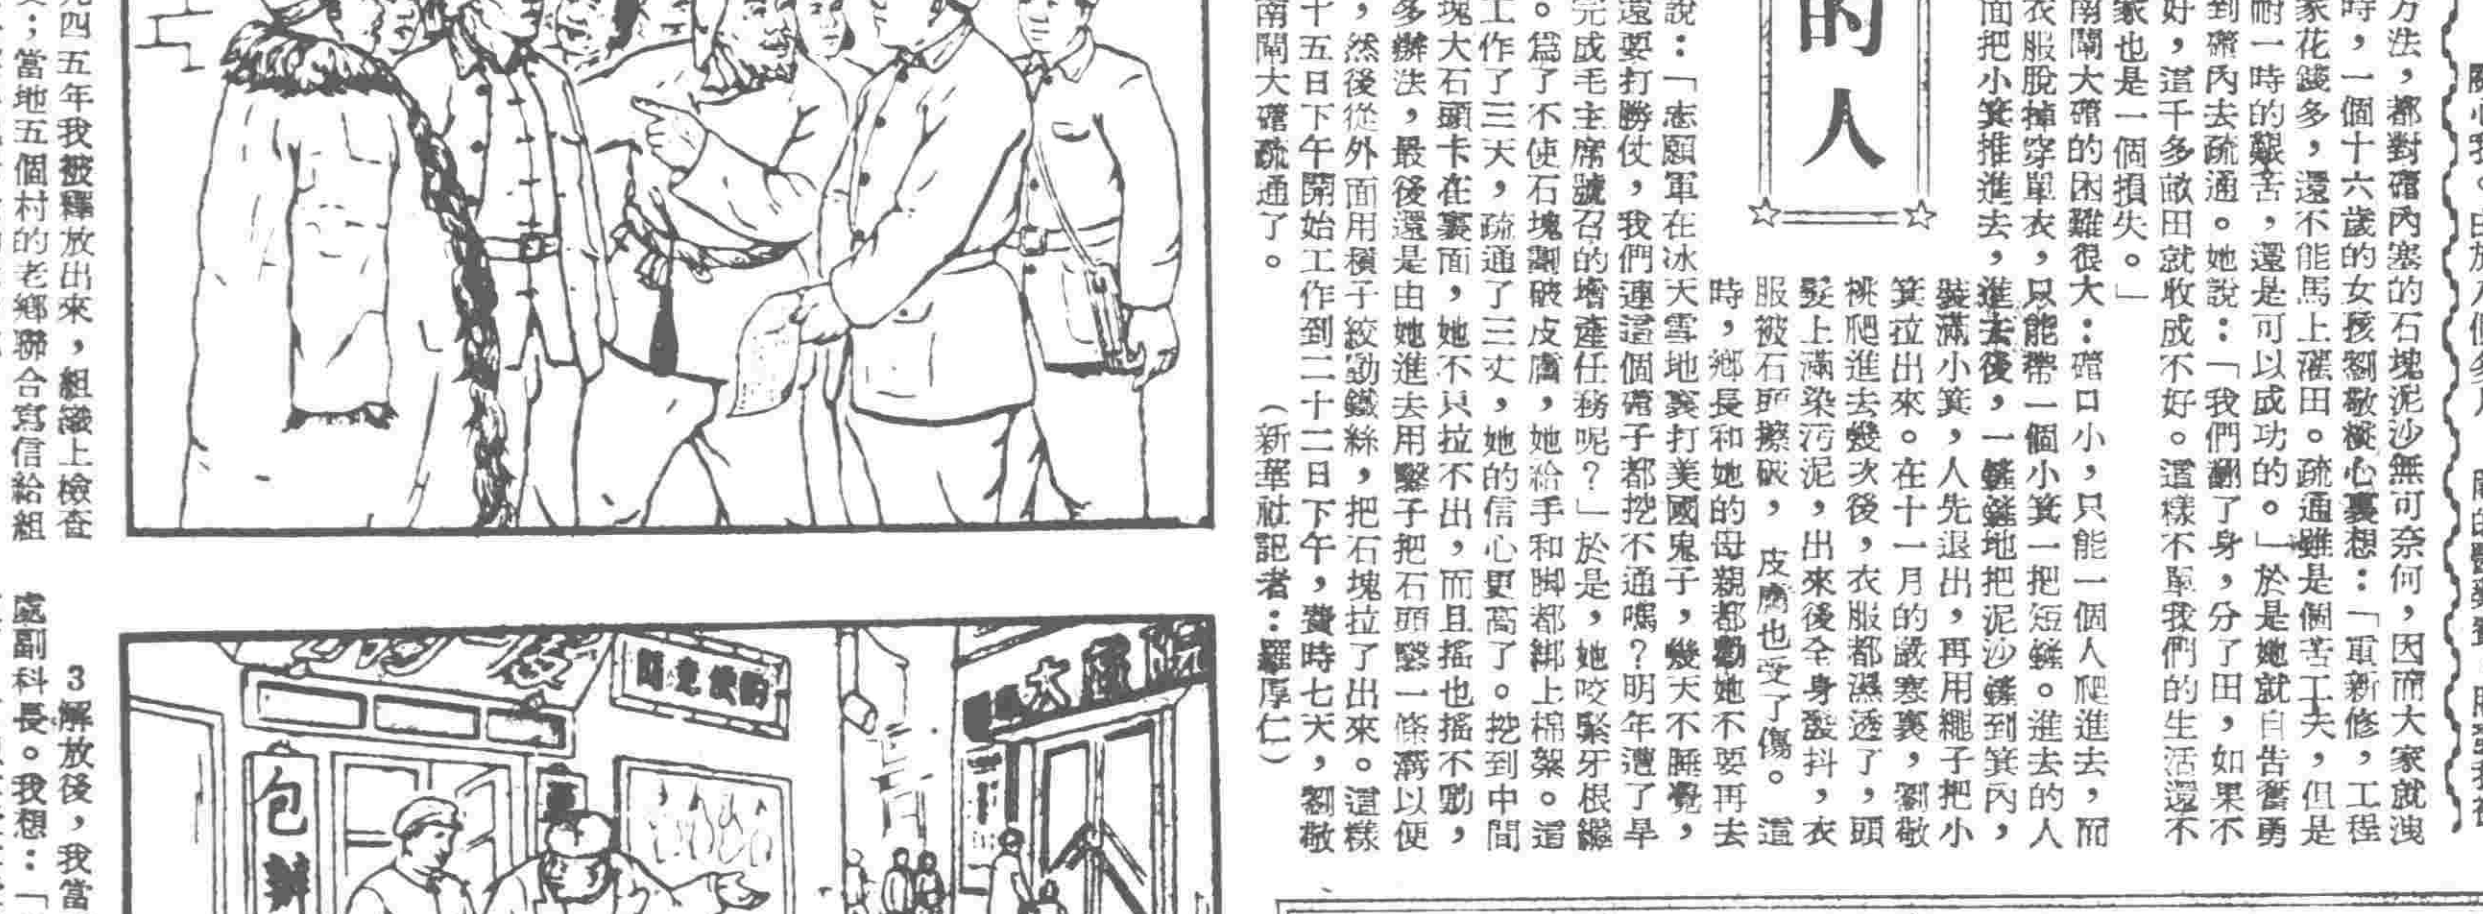 方法，都對礶內塞的石塊泥沙無可奈何，因而大家就洩
時，一個十六歲的女孩劉敬桃心裏想：「重新修，工程
家花錢多，還不能馬上灌田。疏通雖是個苦工夫，但是
耐一時的艱苦，還是可以成功的。」於是她就自告奮勇
到礶內去疏通。她說：「我們翻了身，分了田，如果不
好，這千多畝田就收成不好。這樣不單我們的生活還不
家也是一個損失。」
南閘大礶的困難很大：礶口小，只能一個人爬進去，而
衣服脫掉穿單衣，只能帶一個小箕一把短鏟。進去的人
面把小箕推進去，進去後，一鏟鏟地把泥沙鏟到箕內，
裝滿小箕，人先退出，再用繩子把小
箕拉出來。在十一月的嚴寒裏，劉敬
桃爬進去幾次後，衣服都濕透了，頭
髮上滿染污泥，出來後全身發抖，衣
服被石頭擦破，皮膚也受了傷。這
時，鄉長和她的母親都勸她不要再去
的人
說：「志願軍在冰天雪地裏打美國鬼子，幾天不睡覺，
還要打勝仗，我們連這個礶子都挖不通嗎？明年遭了旱
完成毛主席號召的增產任務呢？」於是，她咬緊牙根繼
。爲了不使石塊劃破皮膚，她給手和脚都綁上棉絮。這
工作了三天，疏通了三丈，她的信心更高了。挖到中間
塊大石頭卡在裏面，她不只拉不出，而且搖也搖不動，
多辦法，最後還是由她進去用鑿子把石頭鑿一條溝以便
，然後從外面用積子絞動鐵絲，把石塊拉了出來。這樣
十五日下午開始工作到二十二日下午，費時七天，劉敬
南閘大礶疏通了。
（新華社記者：羅厚仁）
大
包
辦
四五年我被釋放出來，組織上檢查
；當地五個村的老鄉聯合寫信給組
3解放後，我當
處副科長。我想：「